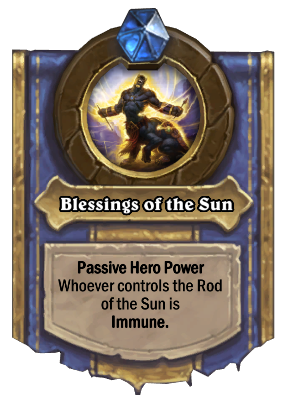 Blessings of the Sun
Passive Hero Power
Whoever controls the Rod
of the Sun is
Immune.